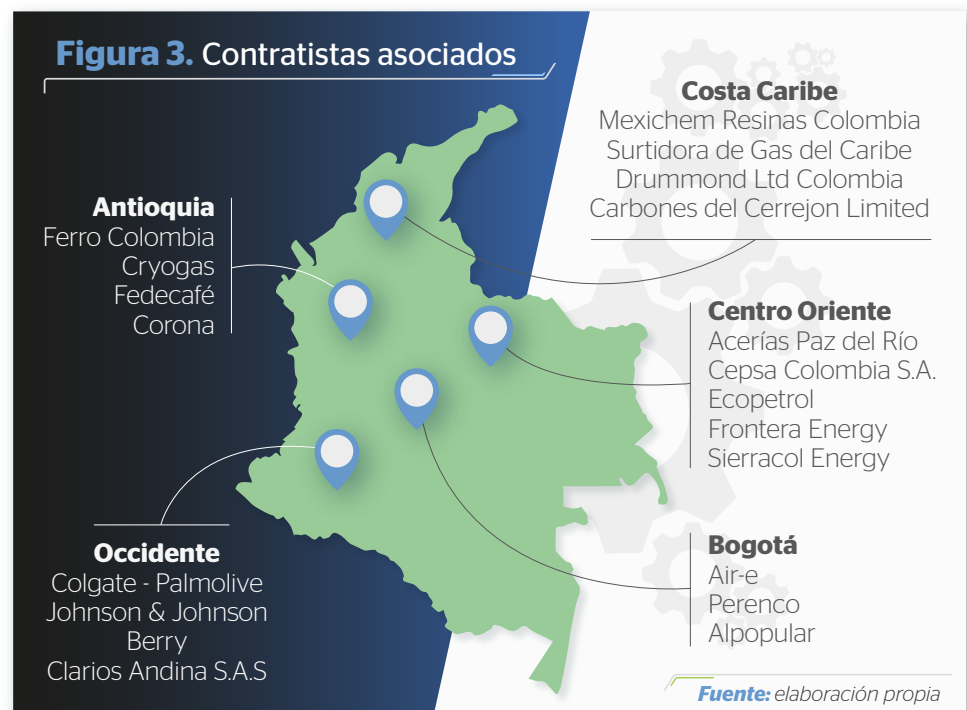 Figura 3. Contratistas asociados
Costa Caribe
Mexichem Resinas Colombia
Surtidora de Gas del Caribe
Drummond Ltd Colombia
Carbones del Cerrejon Limited
Antioquia
Ferro Colombia
Cryogas
Fedecafé
Corona
Centro Oriente
Acerías Paz del Río
Cepsa Colombia S.A.
Ecopetrol
Frontera Energy
Sierracol Energy
Occidente
Colgate - Palmolive
Johnson & Johnson
Berry
Clarios Andina S.A.S
Bogotá
Air-e
Perenco
Alpopular
Fuente: elaboración propia